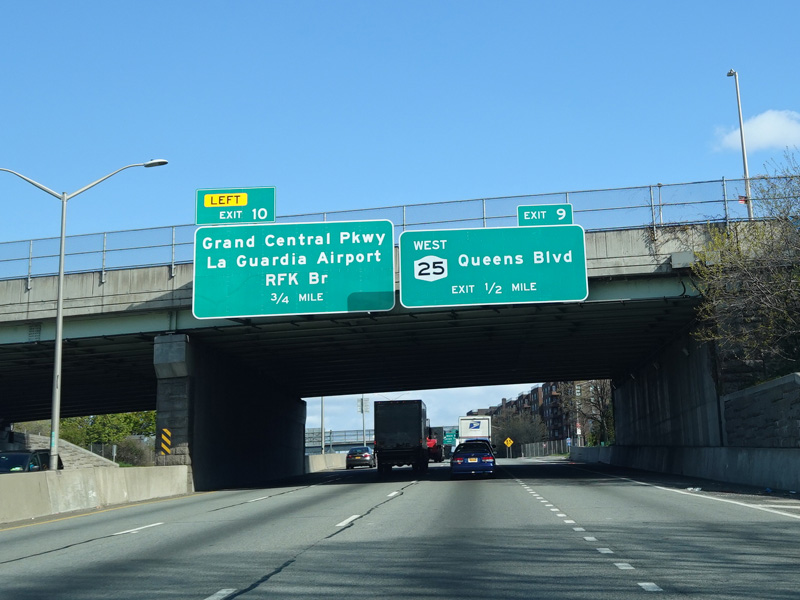 LEFT
EXIT 10
Grand Central Pkwy
La Guardia Airport
RFK Br
3/4 MILE
EXIT 9
WEST
25 Queens Blvd
EXIT 1/2 MILE